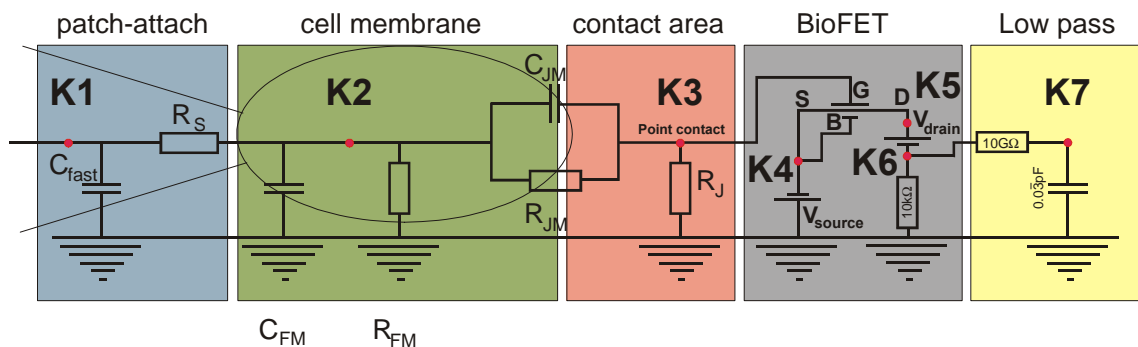 patch-attach
cell membrane
contact area
BioFET
Low pass
K1
K2
K3
K5
K7
C_JM
S
G
D
B
R_S
Point contact
V_drain
10GΩ
C_fast
K4
K6
R_J
R_JM
V_source
10kΩ
0.03pF
C_FM
R_FM